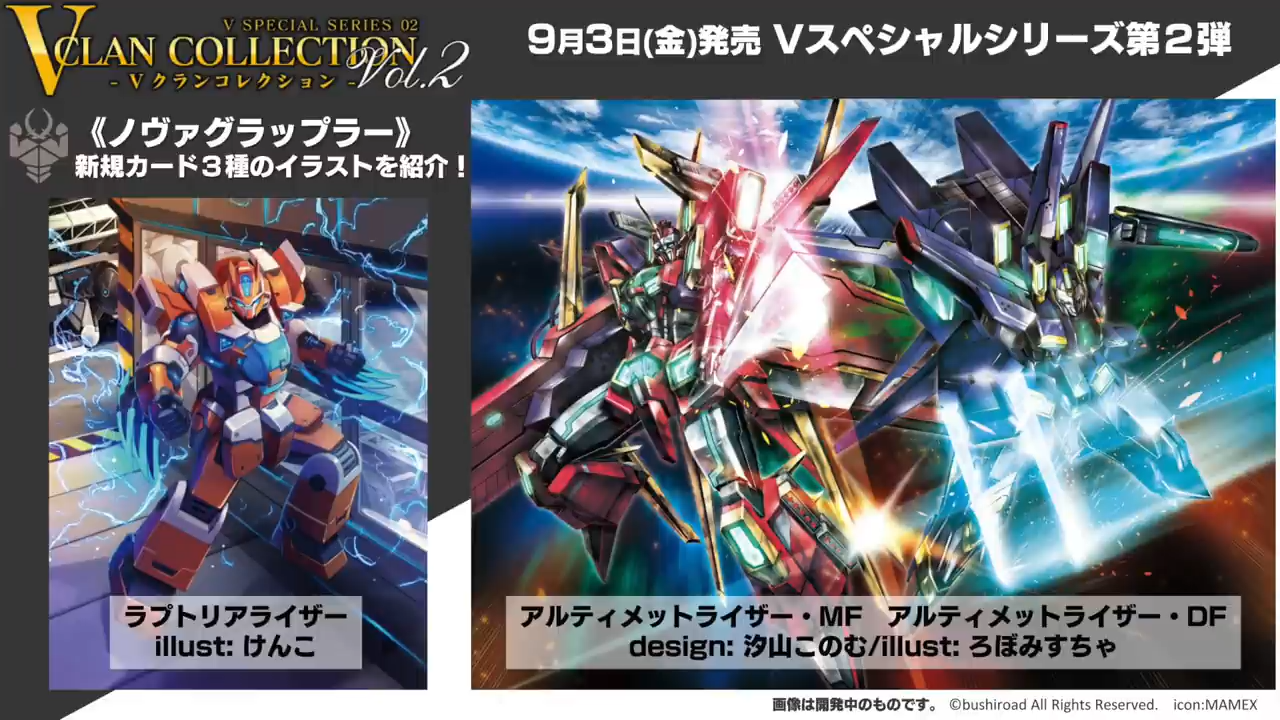 V SPECIAL SERIES 02
V CLAN COLLECTION
Vol.2
- Vクランコレクション -
9月3日(金)発売 Vスペシャルシリーズ第2弾
《ノヴァグラップラー》
新規カード3種のイラストを紹介！
ラプトリアライザー
illust: けんこ
アルティメットライザー・MF　アルティメットライザー・DF
design: 汐山このむ/illust: ろぼみすちゃ
画像は開発中のものです。 ©bushiroad All Rights Reserved. icon:MAMEX